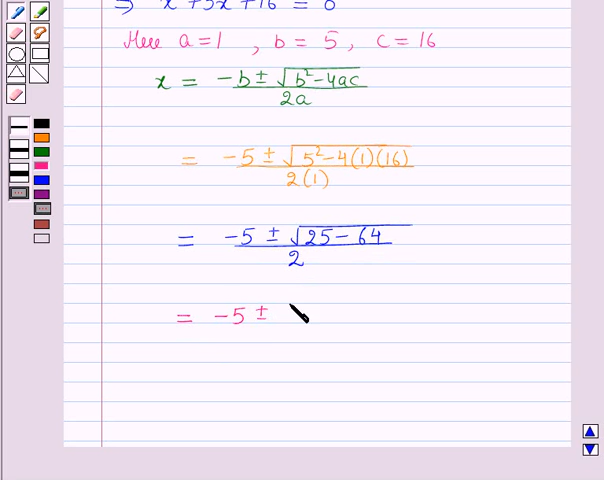 ⇒ x²+5x+16 = 0
Here a=1 , b = 5 , c = 16
x = (-b ± √(b²-4ac))/2a
= (-5 ± √(5²-4(1)(16)))/2(1)
= (-5 ± √(25-64))/2
= -5 ±